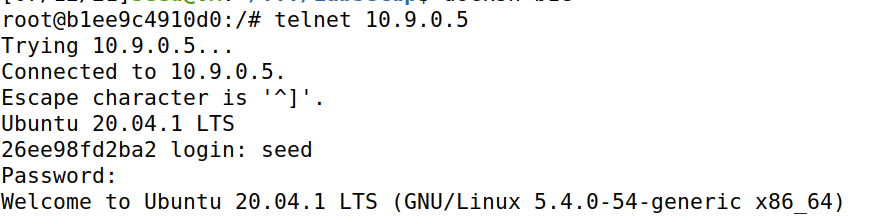 root@b1ee9c4910d0:/# telnet 10.9.0.5
Trying 10.9.0.5...
Connected to 10.9.0.5.
Escape character is '^]'.
Ubuntu 20.04.1 LTS
26ee98fd2ba2 login: seed
Password:
Welcome to Ubuntu 20.04.1 LTS (GNU/Linux 5.4.0-54-generic x86_64)